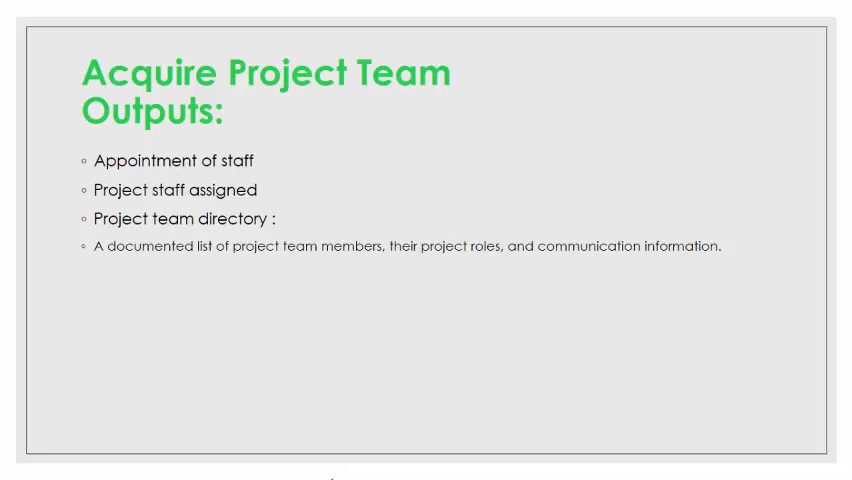 Acquire Project Team
Outputs:
Appointment of staff
Project staff assigned
Project team directory :
A documented list of project team members, their project roles, and communication information.